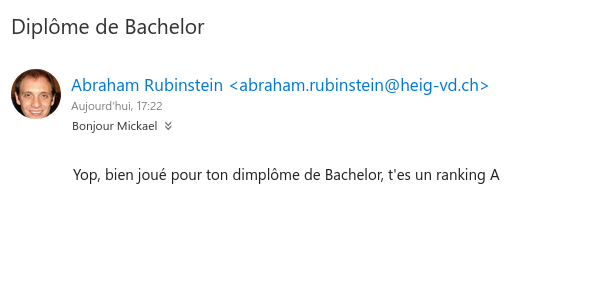 Diplôme de Bachelor
Abraham Rubinstein <abraham.rubinstein@heig-vd.ch>
Aujourd'hui, 17:22
Bonjour Mickael
Yop, bien joué pour ton dimplôme de Bachelor, t'es un ranking A